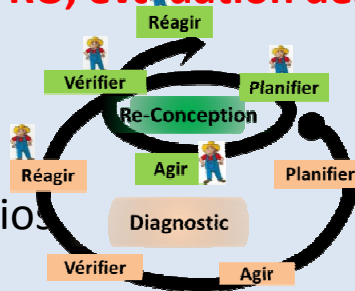 Réagir
Vérifier
Planifier
Re-Conception
Agir
Réagir
Planifier
Diagnostic
Vérifier
Agir